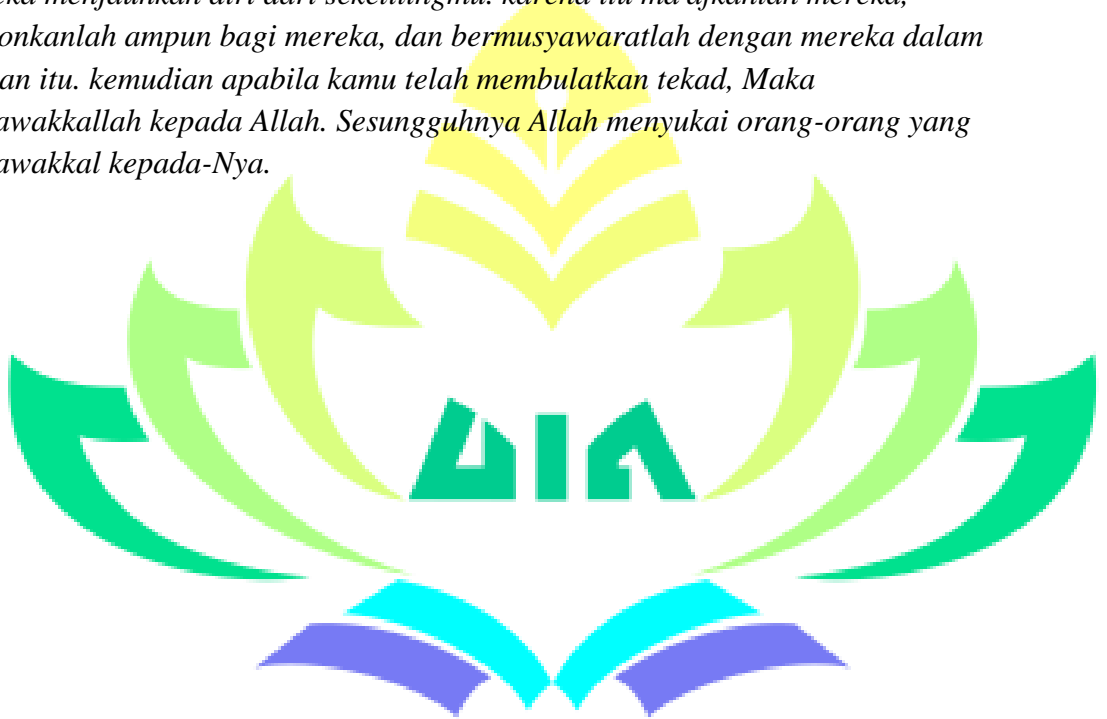 eka menjauhkan diri dari sekelilingmu. karena itu ma'afkanlah mereka,
onkanlah ampun bagi mereka, dan bermusyawaratlah dengan mereka dalam
an itu. kemudian apabila kamu telah membulatkan tekad, Maka
awakkallah kepada Allah. Sesungguhnya Allah menyukai orang-orang yang
awakkal kepada-Nya.